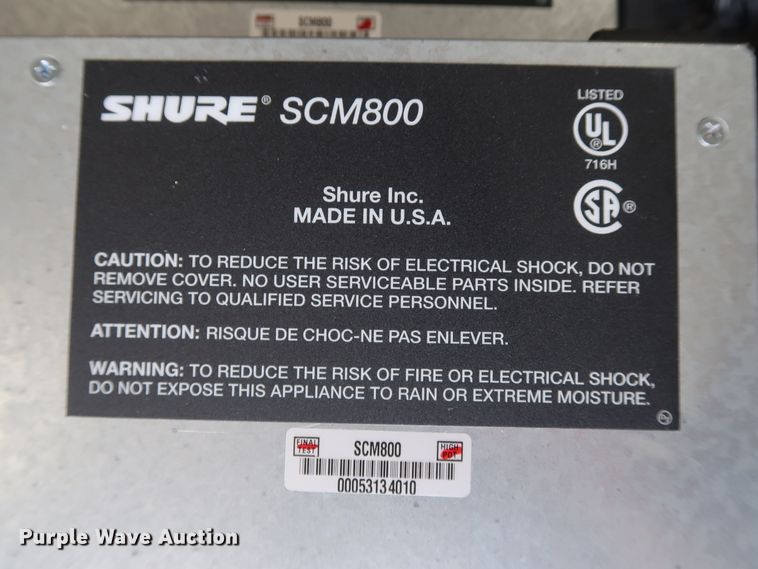 SCM800
SHURE® SCM800
LISTED
UL®
716H
SA®
Shure Inc.
MADE IN U.S.A.
CAUTION: TO REDUCE THE RISK OF ELECTRICAL SHOCK, DO NOT
REMOVE COVER. NO USER SERVICEABLE PARTS INSIDE. REFER
SERVICING TO QUALIFIED SERVICE PERSONNEL.
ATTENTION: RISQUE DE CHOC-NE PAS ENLEVER.
WARNING: TO REDUCE THE RISK OF FIRE OR ELECTRICAL SHOCK,
DO NOT EXPOSE THIS APPLIANCE TO RAIN OR EXTREME MOISTURE.
FINAL TEST
SCM800
HIGH POT
00053134010
Purple Wave Auction